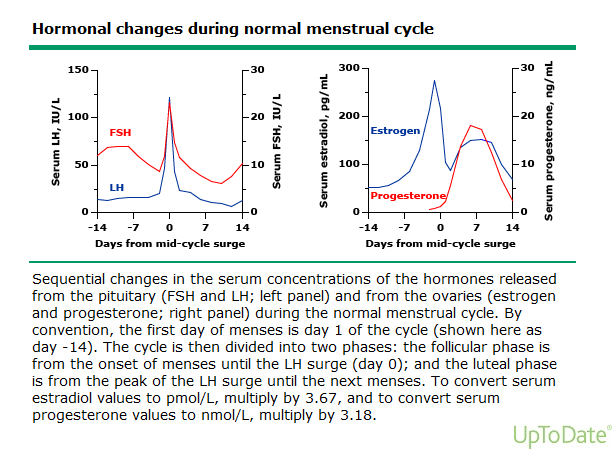 Hormonal changes during normal menstrual cycle
150
100
50
0
Serum LH, IU/L
30
20
10
0
Serum FSH, IU/L
FSH
LH
-14 -7 0 7 14
Days from mid-cycle surge
300
200
100
0
Serum estradiol, pg/mL
30
20
10
0
Serum progesterone, ng/mL
Estrogen
Progesterone
-14 -7 0 7 14
Days from mid-cycle surge
Sequential changes in the serum concentrations of the hormones released
from the pituitary (FSH and LH; left panel) and from the ovaries (estrogen
and progesterone; right panel) during the normal menstrual cycle. By
convention, the first day of menses is day 1 of the cycle (shown here as
day -14). The cycle is then divided into two phases: the follicular phase is
from the onset of menses until the LH surge (day 0); and the luteal phase
is from the peak of the LH surge until the next menses. To convert serum
estradiol values to pmol/L, multiply by 3.67, and to convert serum
progesterone values to nmol/L, multiply by 3.18.
UpToDate®